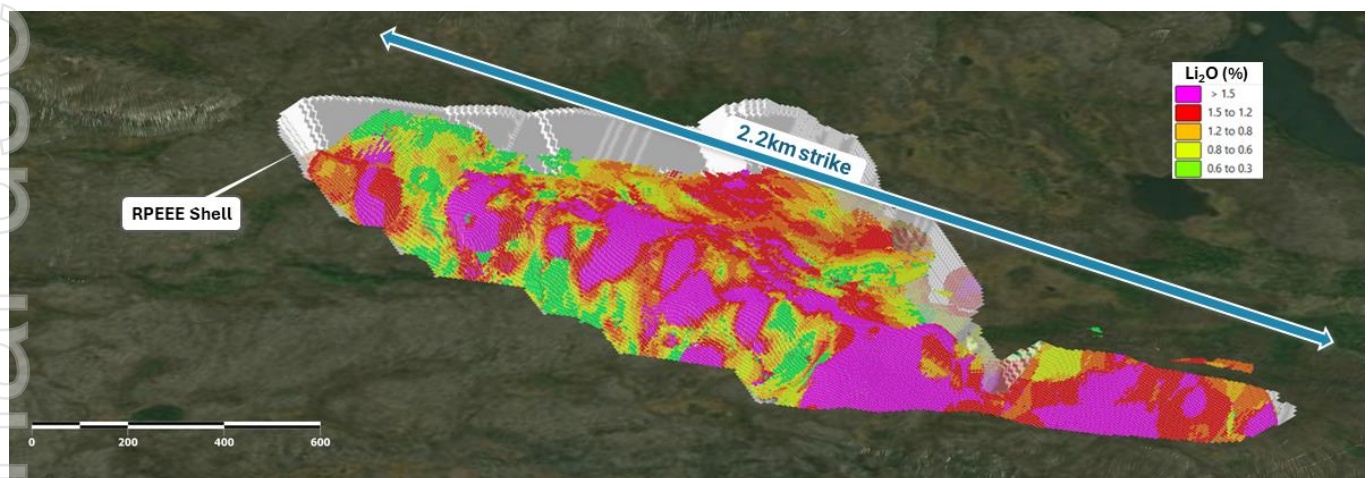 2.2km strike
Li₂O (%)
> 1.5
1.5 to 1.2
1.2 to 0.8
0.8 to 0.6
0.6 to 0.3
RPEEE Shell
0 200 400 600